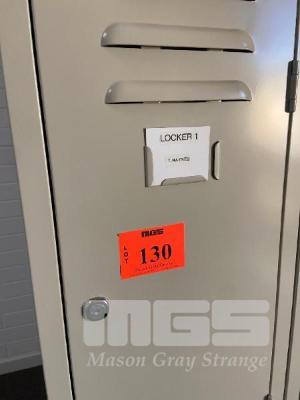 LOCKER 1
MGS
LOT
130
MGS
Mason Gray Strange